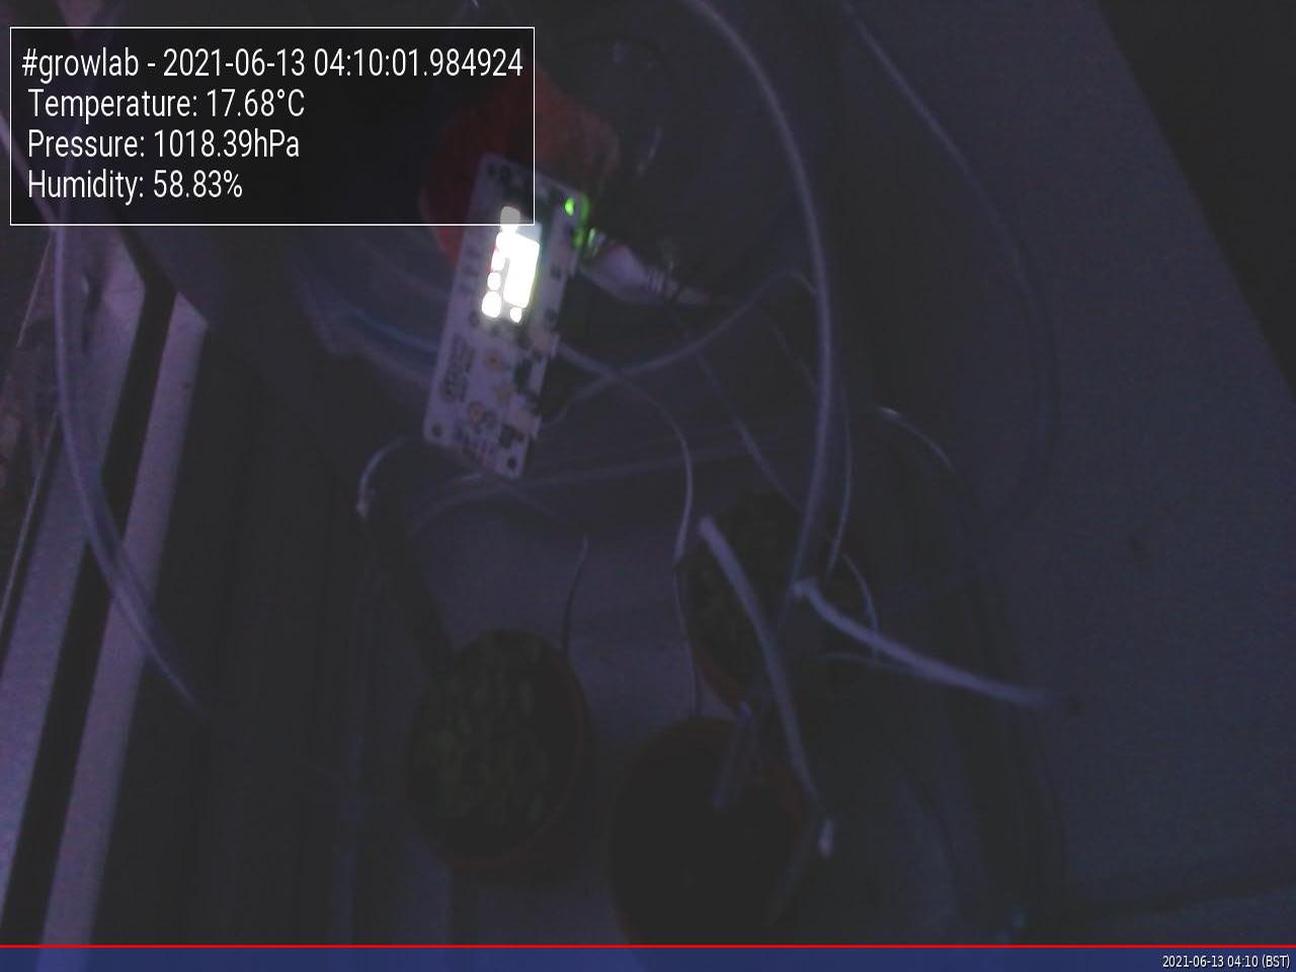 #growlab - 2021-06-13 04:10:01.984924
Temperature: 17.68°C
Pressure: 1018.39hPa
Humidity: 58.83%
2021-06-13 04:10 (BST)